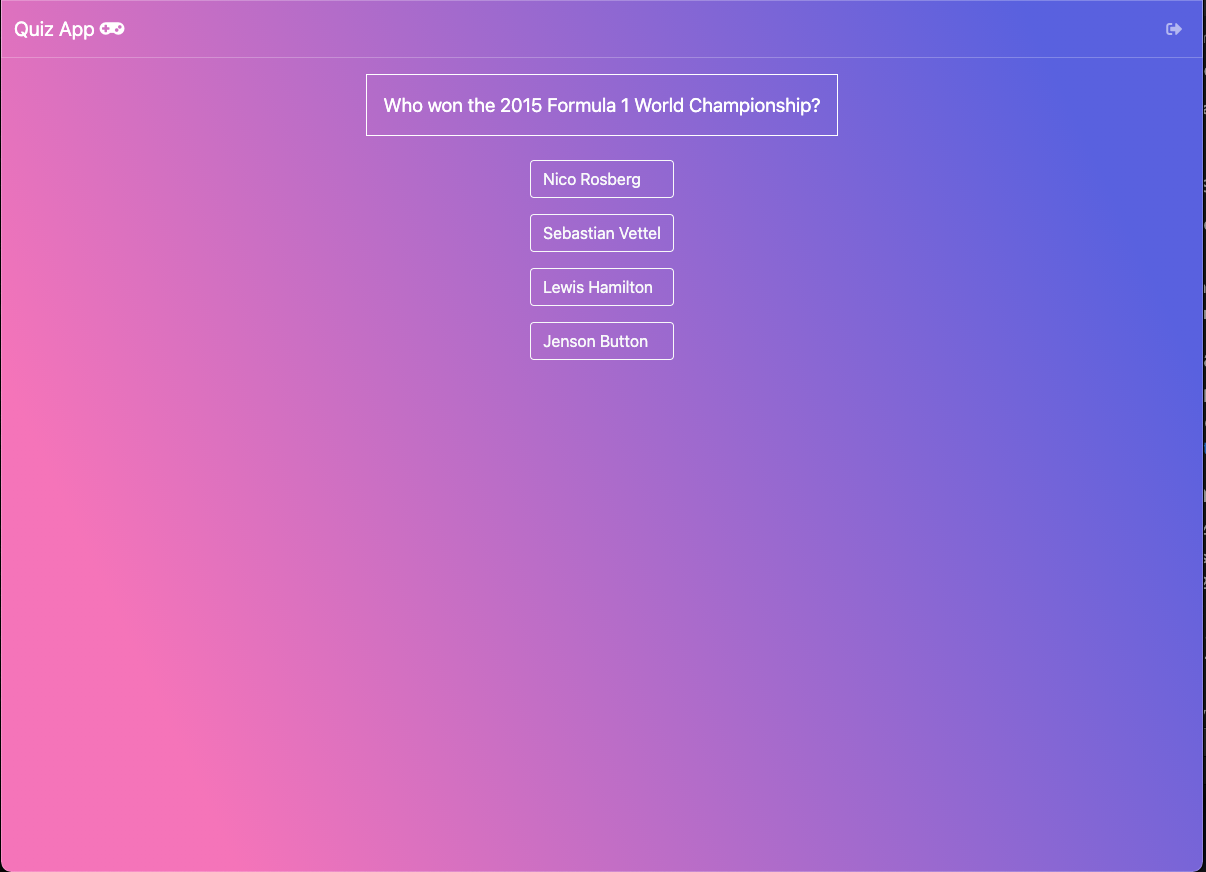 Quiz App
Who won the 2015 Formula 1 World Championship?
Nico Rosberg
Sebastian Vettel
Lewis Hamilton
Jenson Button